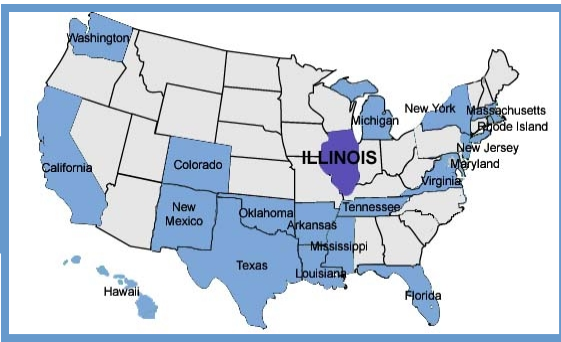 Washington
New York
Massachusetts
Michigan
Rhode Island
New Jersey
ILLINOIS
Maryland
California
Colorado
Virginia
New
Mexico
Tennessee
Oklahoma
Arkansas
Mississippi
Texas
Louisiana
Hawaii
Florida